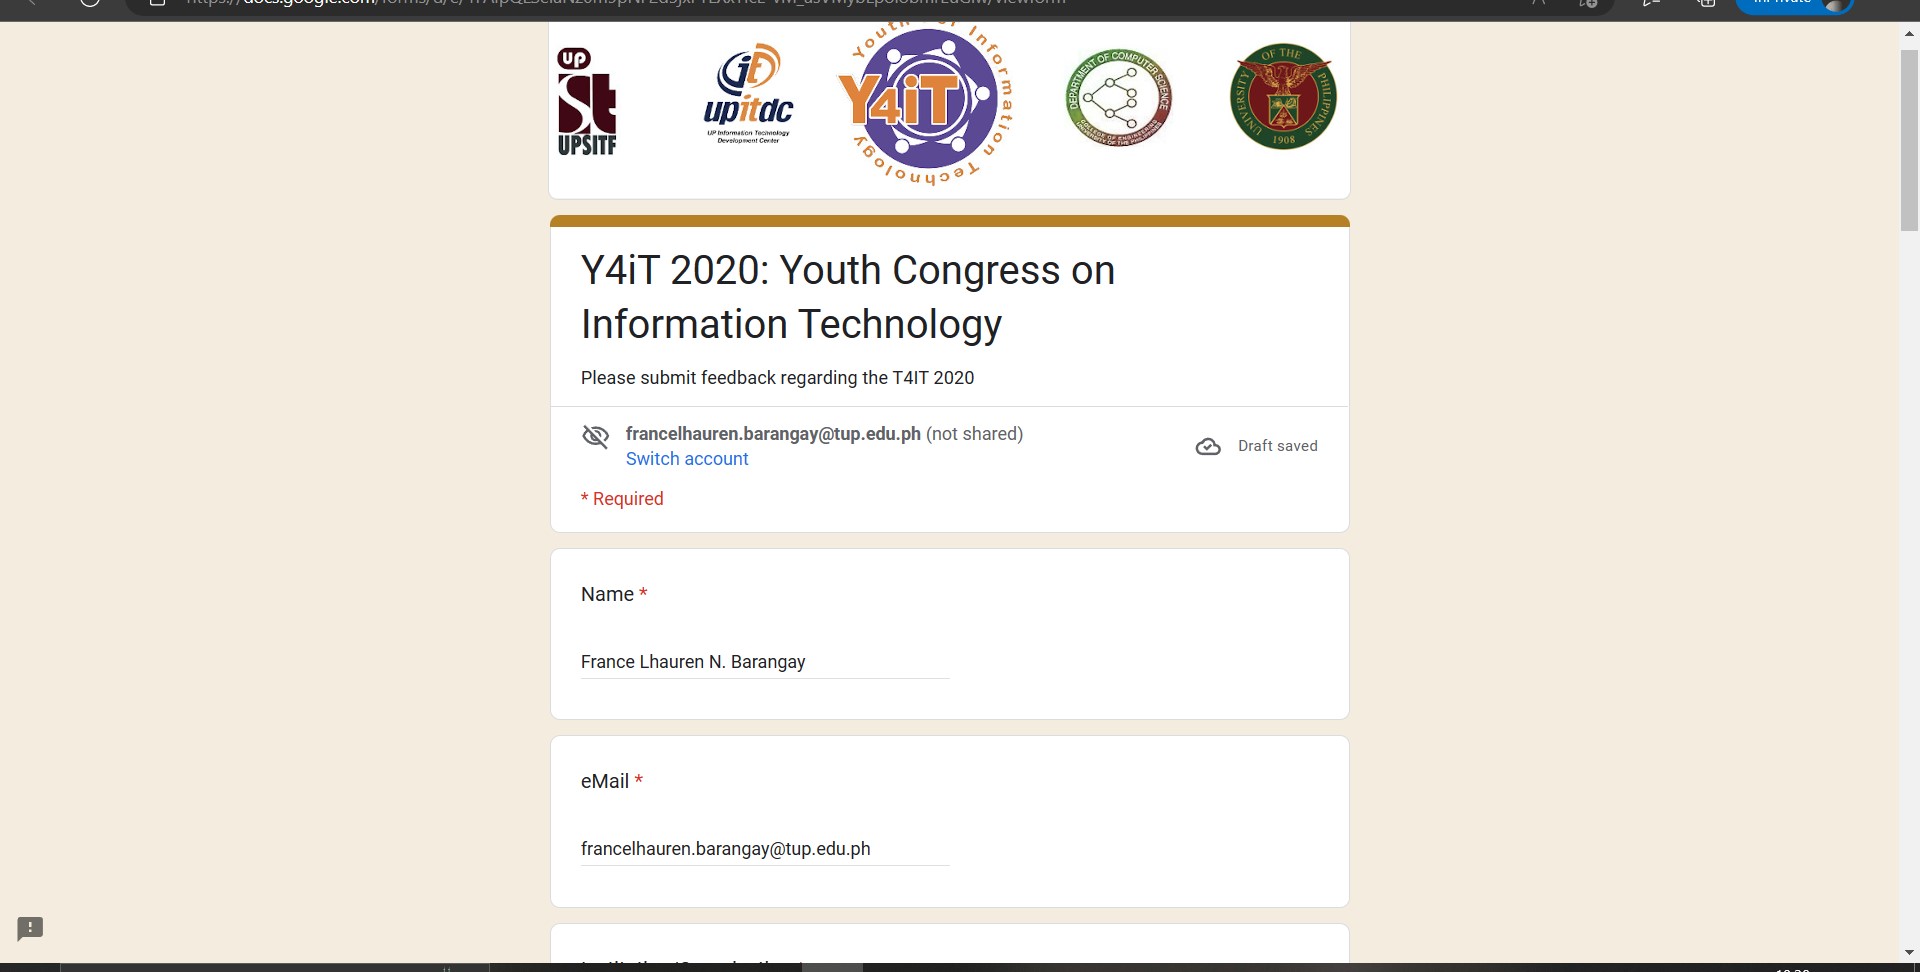 UP
St
UPSITF
it
upitdc
UP Information Technology
Development Center
Y4iT
Information Technology
DEPARTMENT OF COMPUTER SCIENCE
COLLEGE OF ENGINEERING
UNIVERSITY OF THE PHILIPPINES
UNIVERSITY OF THE PHILIPPINES
1908
Y4iT 2020: Youth Congress on
Information Technology
Please submit feedback regarding the T4IT 2020
francelhauren.barangay@tup.edu.ph (not shared)
Switch account
Draft saved
* Required
Name *
France Lhauren N. Barangay
eMail *
francelhauren.barangay@tup.edu.ph